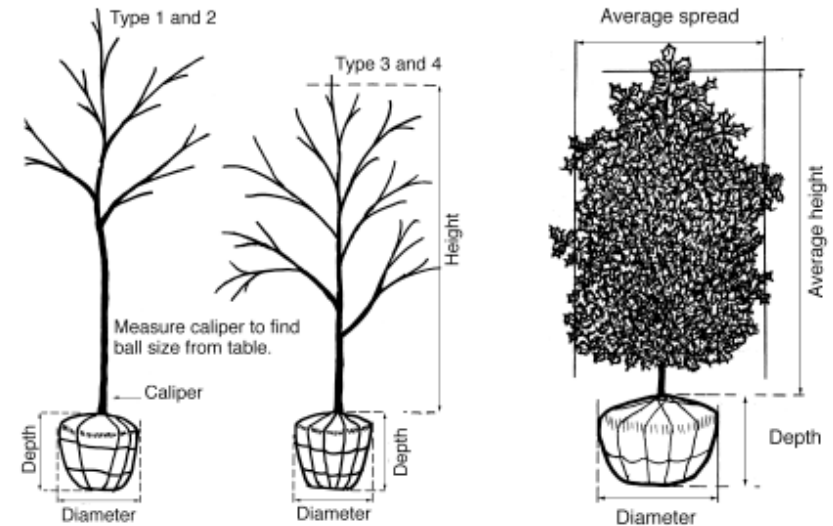 Type 1 and 2
Type 3 and 4
Height
Measure caliper to find
ball size from table.
Caliper
Depth
Depth
Diameter
Diameter
Average spread
Average height
Depth
Diameter